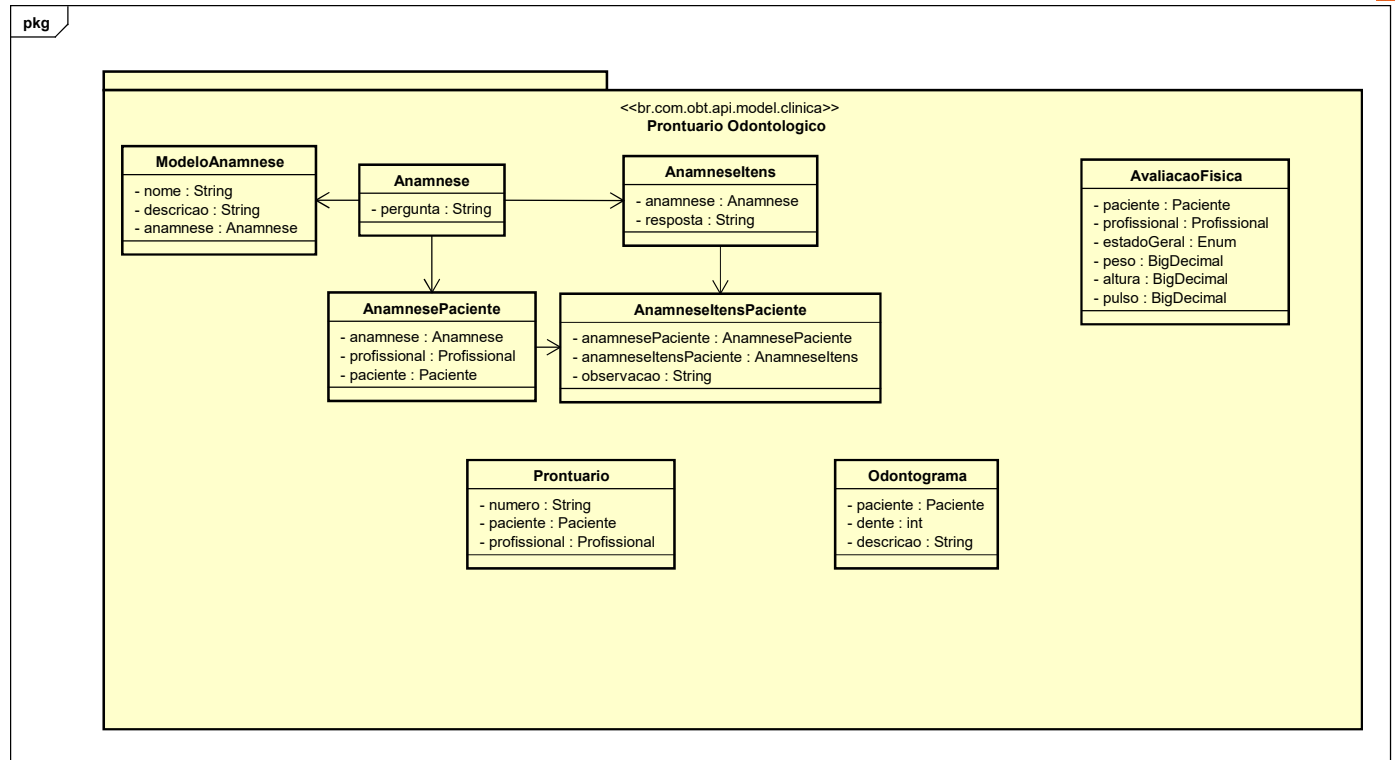 pkg
<<br.com.obt.api.model.clinica>>
Prontuario Odontologico
ModeloAnamnese
- nome : String
- descricao : String
- anamnese : Anamnese
Anamnese
- pergunta : String
AnamneseItens
- anamnese : Anamnese
- resposta : String
AvaliacaoFisica
- paciente : Paciente
- profissional : Profissional
- estadoGeral : Enum
- peso : BigDecimal
- altura : BigDecimal
- pulso : BigDecimal
AnamnesePaciente
- anamnese : Anamnese
- profissional : Profissional
- paciente : Paciente
AnamneseItensPaciente
- anamnesePaciente : AnamnesePaciente
- anamneseItensPaciente : AnamneseItens
- observacao : String
Prontuario
- numero : String
- paciente : Paciente
- profissional : Profissional
Odontograma
- paciente : Paciente
- dente : int
- descricao : String